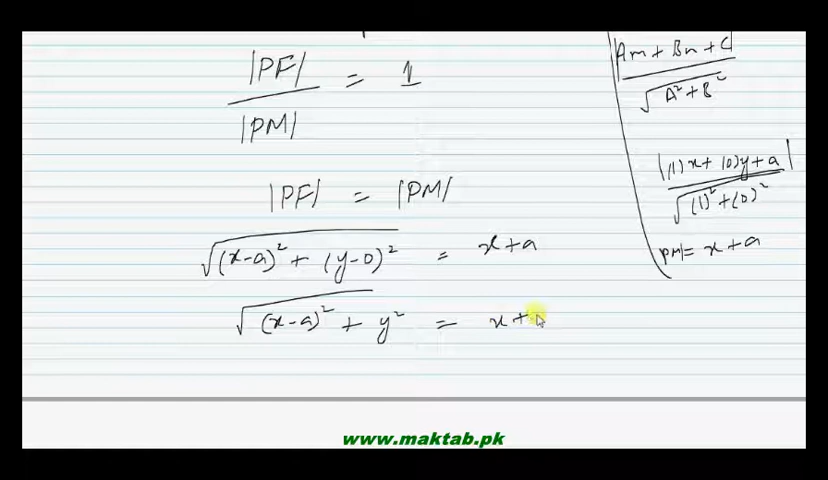 |PF| / |PM| = 1
|PF| = |PM|
√(x-a)² + (y-0)² = x+a
√(x-a)² + y² = x+
|Am + Bn + C| / √A² + B²
|(1)x + (0)y + a| / √(1)² + (0)²
PM = x + a
www.maktab.pk